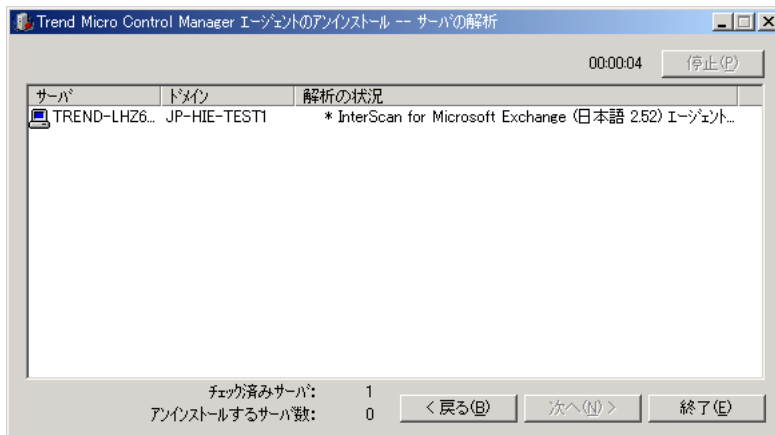 Trend Micro Control Manager エージェントのアンインストール -- サーバの解析
00:00:04 停止(P)
サーバ ドメイン 解析の状況
TREND-LHZ6... JP-HIE-TEST1 * InterScan for Microsoft Exchange (日本語 2.52) エージェント...
チェック済みサーバ: 1
アンインストールするサーバ数: 0
< 戻る(B) 次へ(N) > 終了(E)